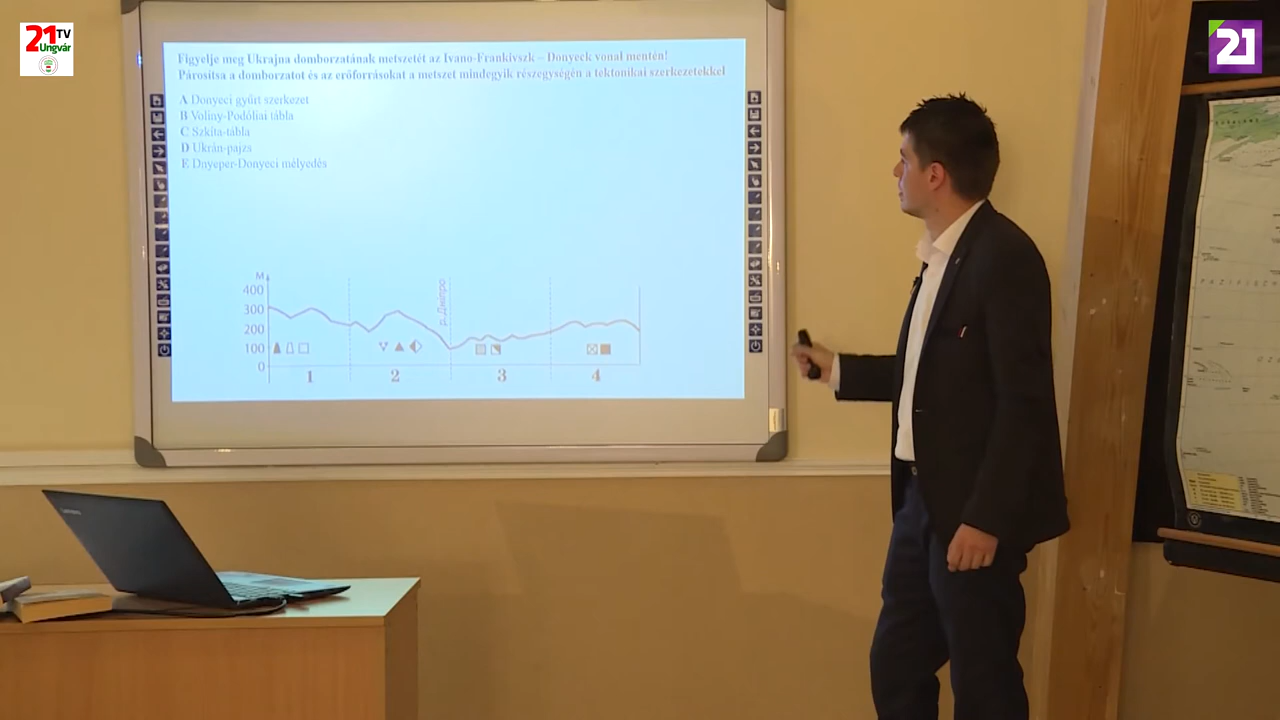 21 TV
Ungvár
21
Figyelje meg Ukrajna domborzatának metszetét az Ivano-Frankivszk – Donyeck vonal mentén!
Párosítsa a domborzatot és az erőforrásokat a metszet mindegyik részegységén a tektonikai szerkezetekkel
A Donyeci gyűrt szerkezet
B Voliny-Podóliai tábla
C Szkíta-tábla
D Ukrán-pajzs
E Dnyeper-Donyeci mélyedés
М
400
300
200
100
0
р. Дніпро
1 2 3 4